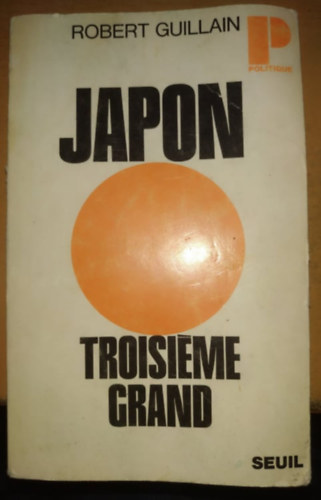 ROBERT GUILLAIN
P
POLITIQUE
JAPON
TROISIÈME
GRAND
SEUIL